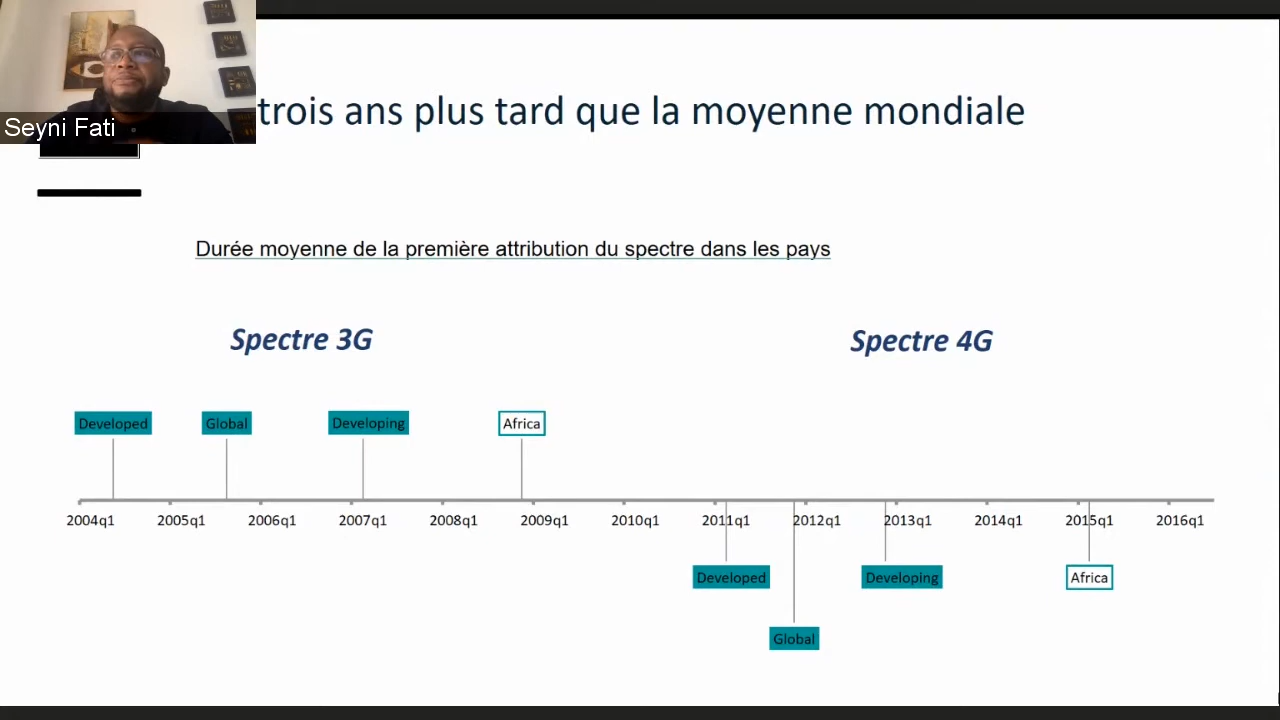 trois ans plus tard que la moyenne mondiale
Seyni Fati
Durée moyenne de la première attribution du spectre dans les pays
Spectre 3G
Spectre 4G
Developed
Global
Developing
Africa
2004q1 2005q1 2006q1 2007q1 2008q1 2009q1 2010q1 2011q1 2012q1 2013q1 2014q1 2015q1 2016q1
Developed
Developing
Africa
Global